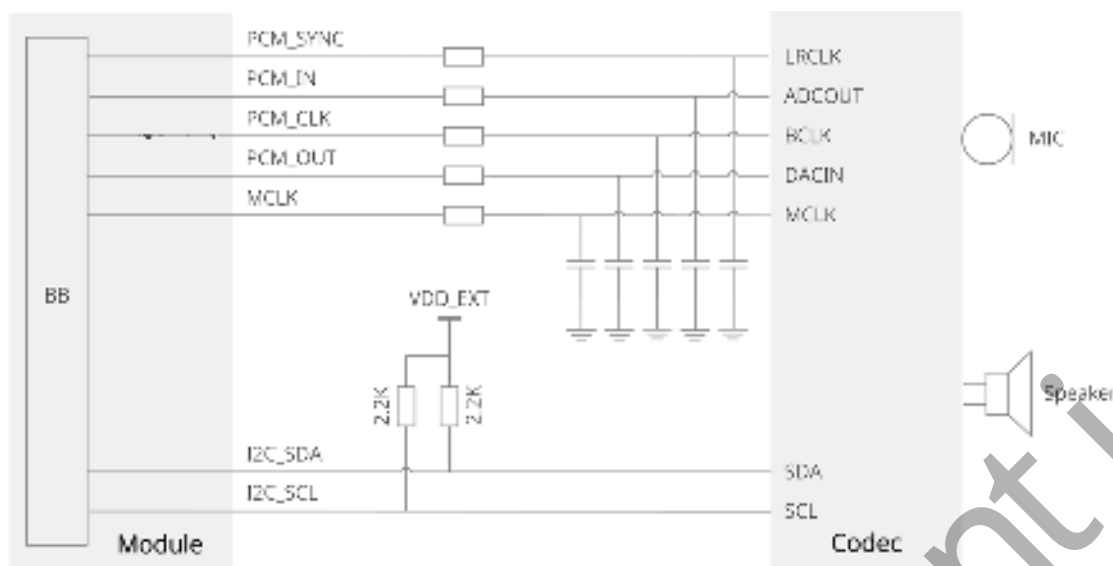 PCM_SYNC
LRCLK
PCM_IN
ADCOUT
PCM_CLK
BCLK
MIC
PCM_OUT
DACIN
MCLK
MCLK
BB
VDD_EXT
2.2K
2.2K
Speaker
I2C_SDA
SDA
I2C_SCL
SCL
Module
Codec